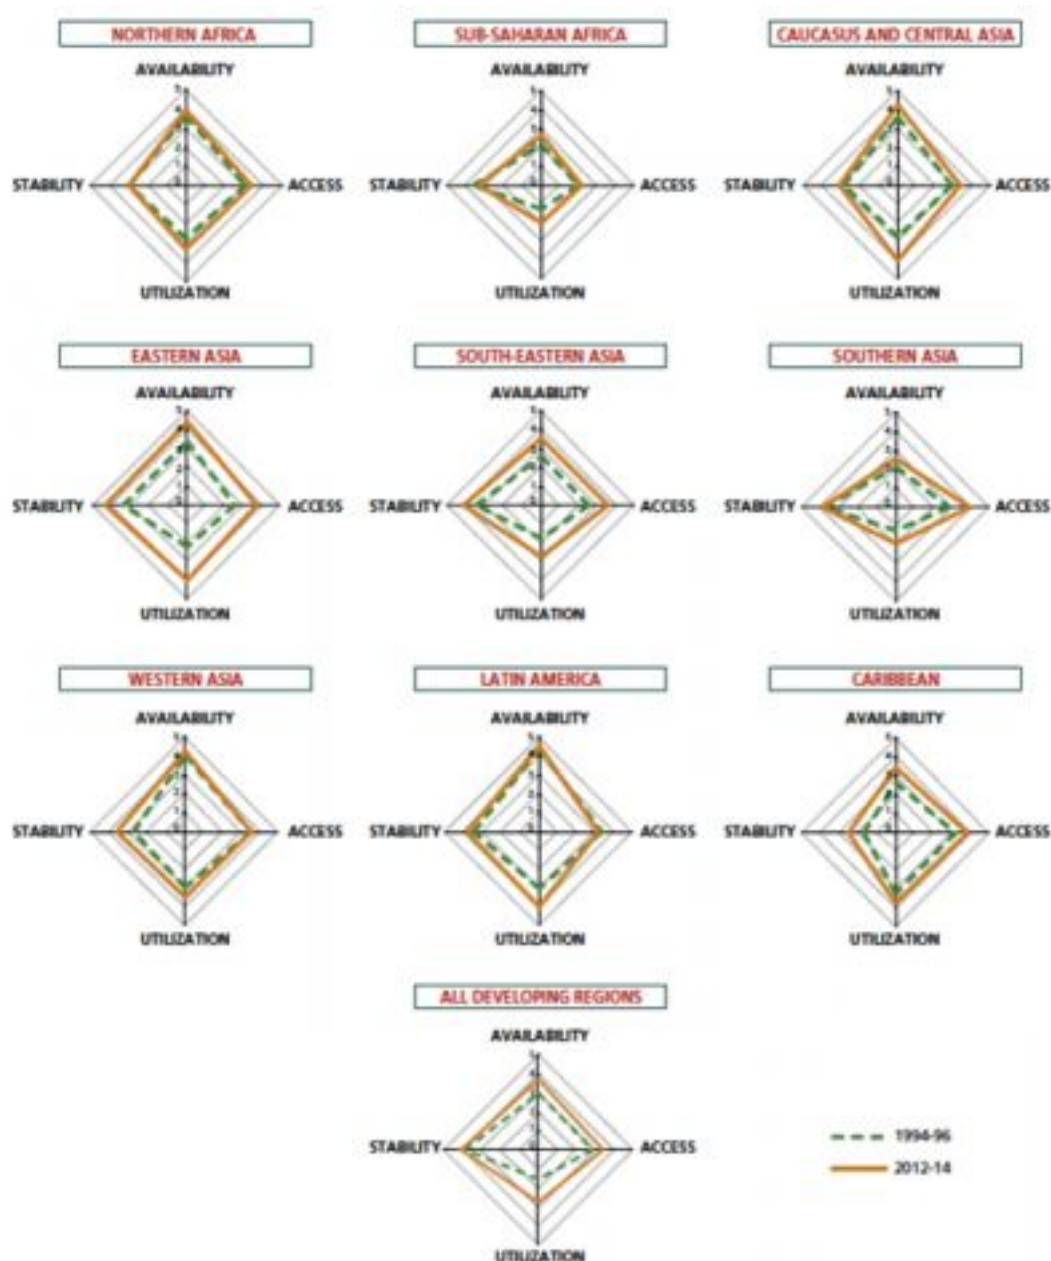 NORTHERN AFRICA
SUB-SAHARAN AFRICA
CAUCASUS AND CENTRAL ASIA
AVAILABILITY
AVAILABILITY
AVAILABILITY
STABILITY
ACCESS
STABILITY
ACCESS
STABILITY
ACCESS
UTILIZATION
UTILIZATION
UTILIZATION
EASTERN ASIA
SOUTH-EASTERN ASIA
SOUTHERN ASIA
AVAILABILITY
AVAILABILITY
AVAILABILITY
STABILITY
ACCESS
STABILITY
ACCESS
STABILITY
ACCESS
UTILIZATION
UTILIZATION
UTILIZATION
WESTERN ASIA
LATIN AMERICA
CARIBBEAN
AVAILABILITY
AVAILABILITY
AVAILABILITY
STABILITY
ACCESS
STABILITY
ACCESS
STABILITY
ACCESS
UTILIZATION
UTILIZATION
UTILIZATION
ALL DEVELOPING REGIONS
AVAILABILITY
STABILITY
ACCESS
UTILIZATION
1994-96
2012-14